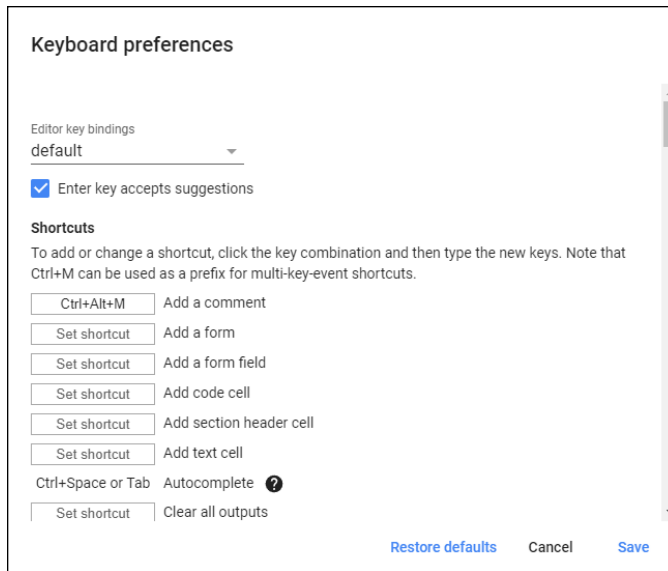 Keyboard preferences
Editor key bindings
default
Enter key accepts suggestions
Shortcuts
To add or change a shortcut, click the key combination and then type the new keys. Note that
Ctrl+M can be used as a prefix for multi-key-event shortcuts.
Ctrl+Alt+M Add a comment
Set shortcut Add a form
Set shortcut Add a form field
Set shortcut Add code cell
Set shortcut Add section header cell
Set shortcut Add text cell
Ctrl+Space or Tab Autocomplete ?
Set shortcut Clear all outputs
Restore defaults Cancel Save